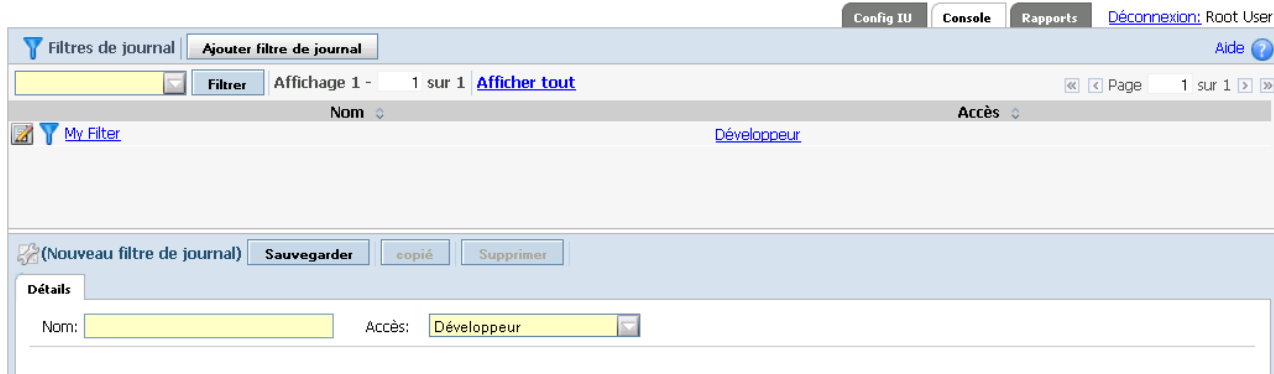 Config IU Console Rapports Déconnexion: Root User
Filtres de journal Ajouter filtre de journal Aide ?
Filtrer Affichage 1 - 1 sur 1 Afficher tout Page 1 sur 1
Nom Accès
My Filter Développeur
(Nouveau filtre de journal) Sauvegarder copié Supprimer
Détails
Nom: Accès: Développeur